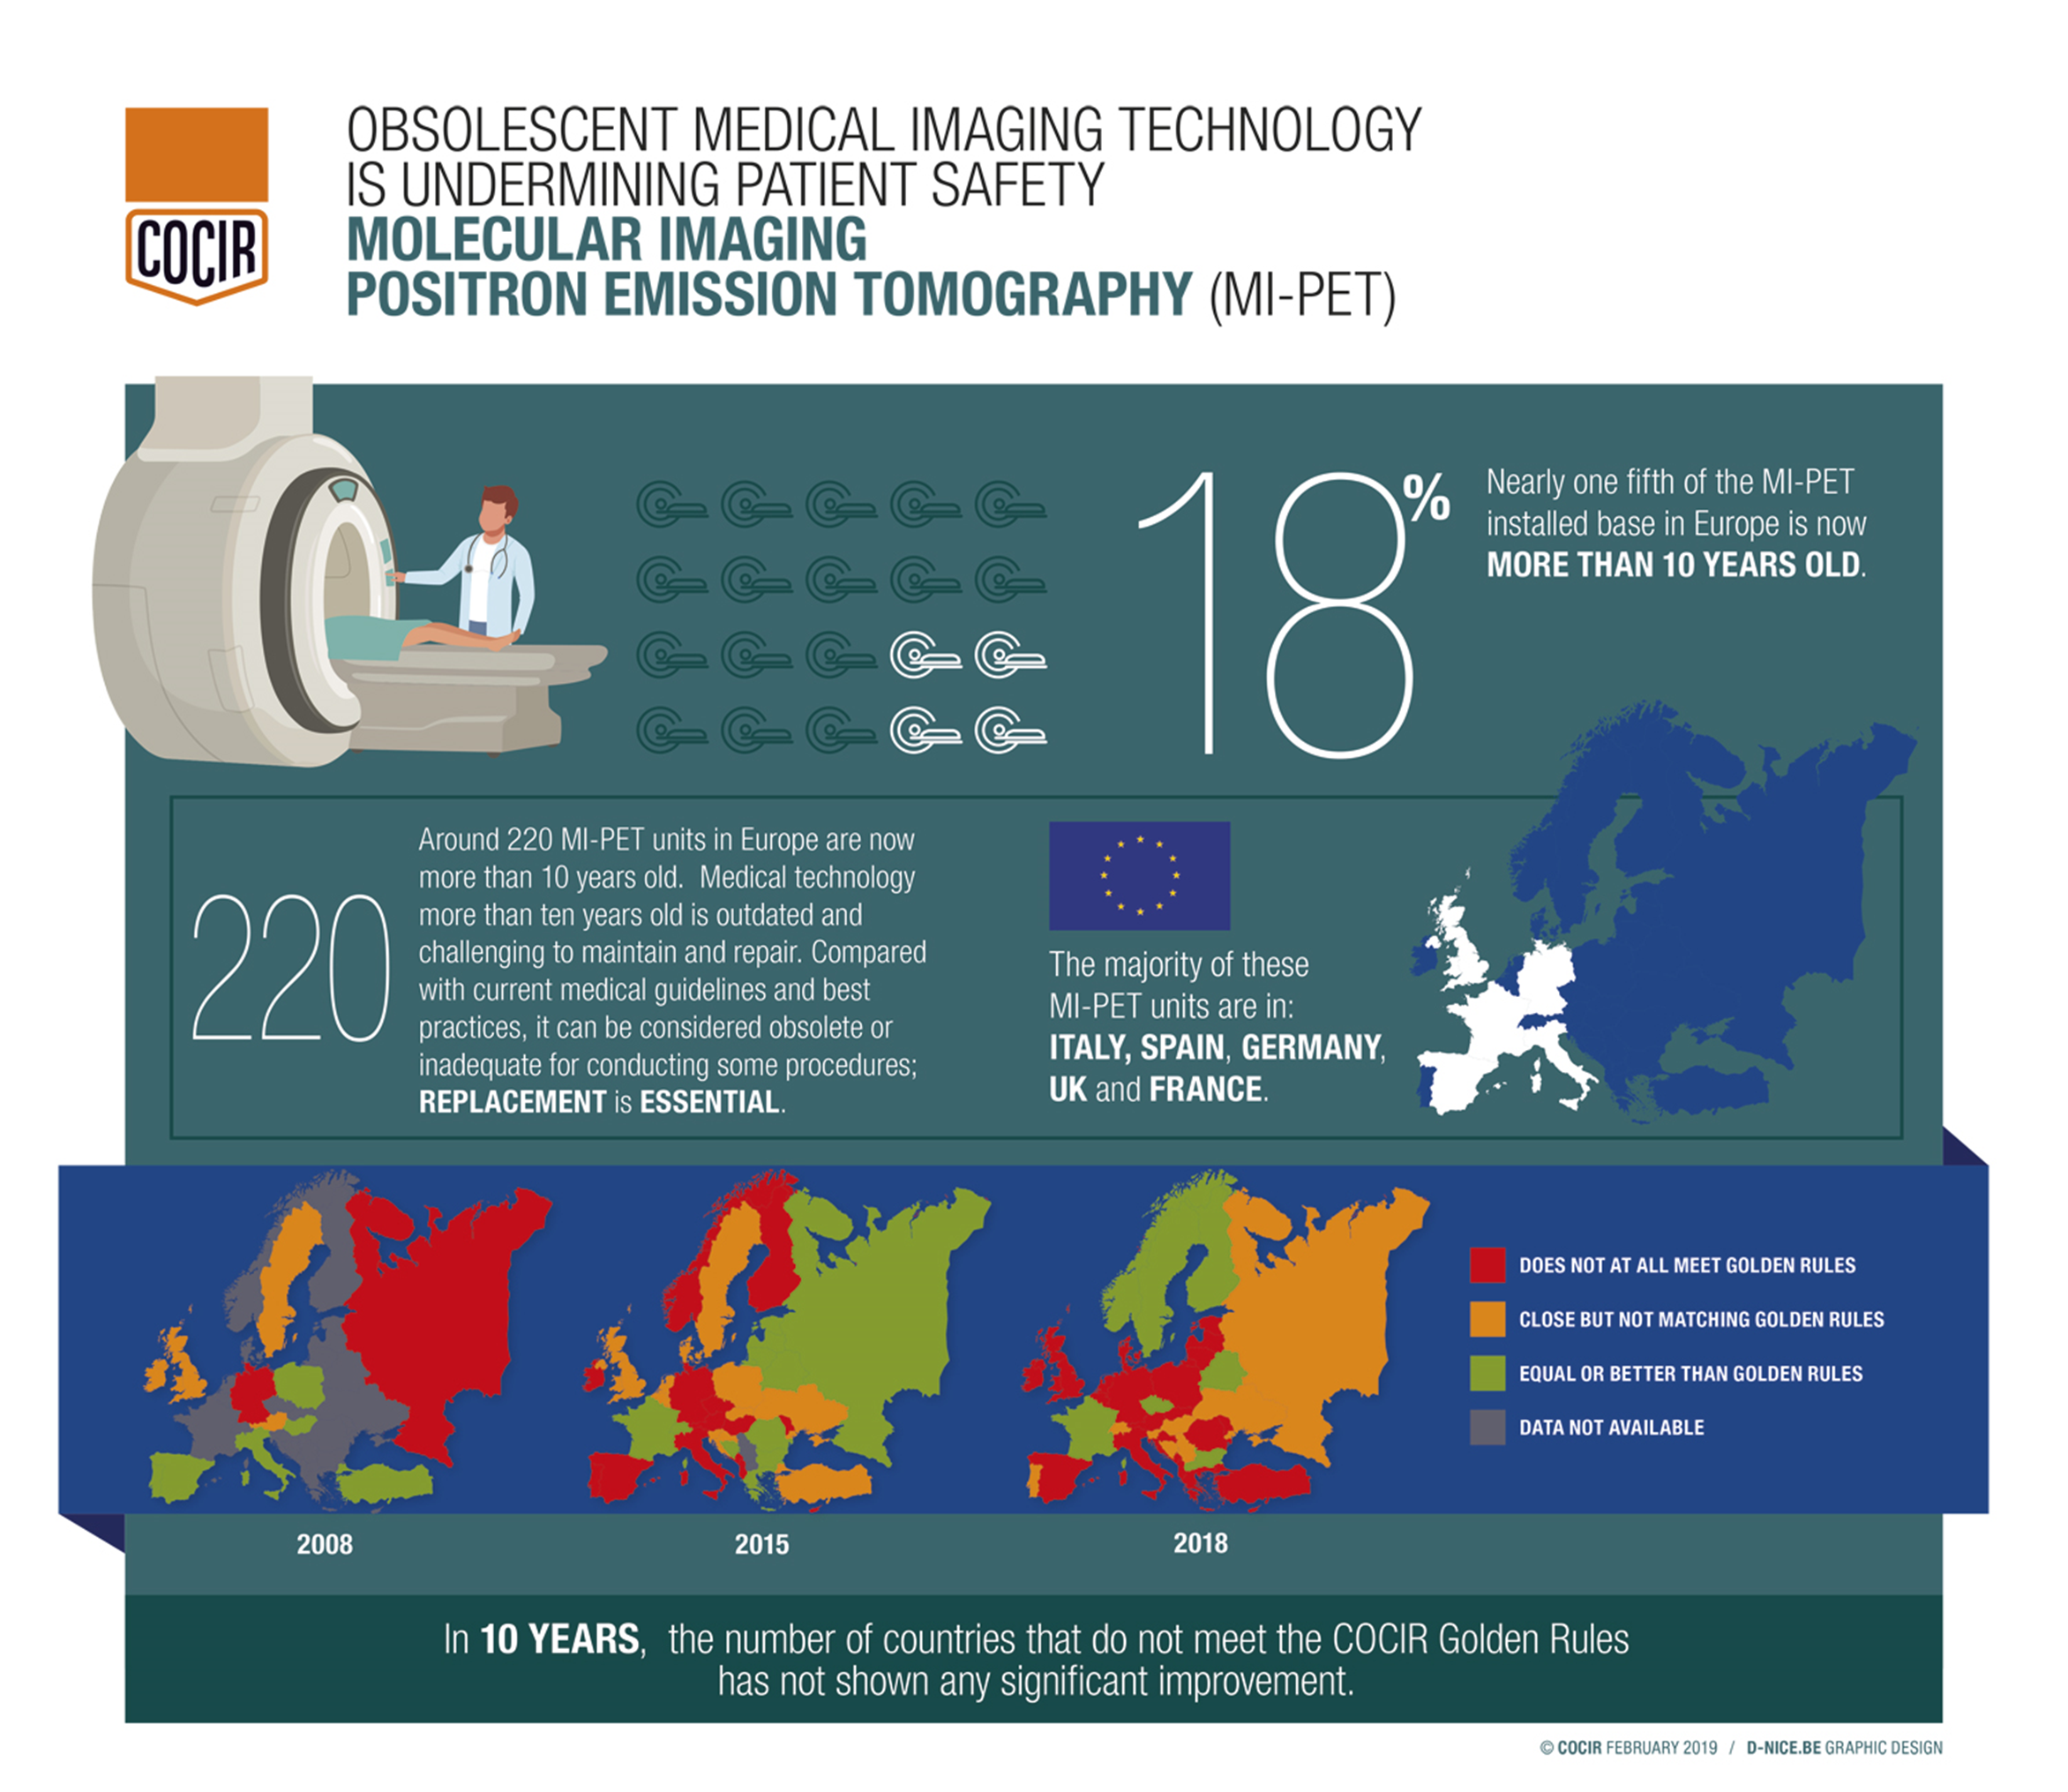 COCIR
OBSOLESCENT MEDICAL IMAGING TECHNOLOGY
IS UNDERMINING PATIENT SAFETY
MOLECULAR IMAGING
POSITRON EMISSION TOMOGRAPHY (MI-PET)
18%
Nearly one fifth of the MI-PET
installed base in Europe is now
MORE THAN 10 YEARS OLD.
220
Around 220 MI-PET units in Europe are now
more than 10 years old. Medical technology
more than ten years old is outdated and
challenging to maintain and repair. Compared
with current medical guidelines and best
practices, it can be considered obsolete or
inadequate for conducting some procedures;
REPLACEMENT is ESSENTIAL.
The majority of these
MI-PET units are in:
ITALY, SPAIN, GERMANY,
UK and FRANCE.
DOES NOT AT ALL MEET GOLDEN RULES
CLOSE BUT NOT MATCHING GOLDEN RULES
EQUAL OR BETTER THAN GOLDEN RULES
DATA NOT AVAILABLE
2008
2015
2018
In 10 YEARS, the number of countries that do not meet the COCIR Golden Rules
has not shown any significant improvement.
© COCIR FEBRUARY 2019 / D-NICE.BE GRAPHIC DESIGN